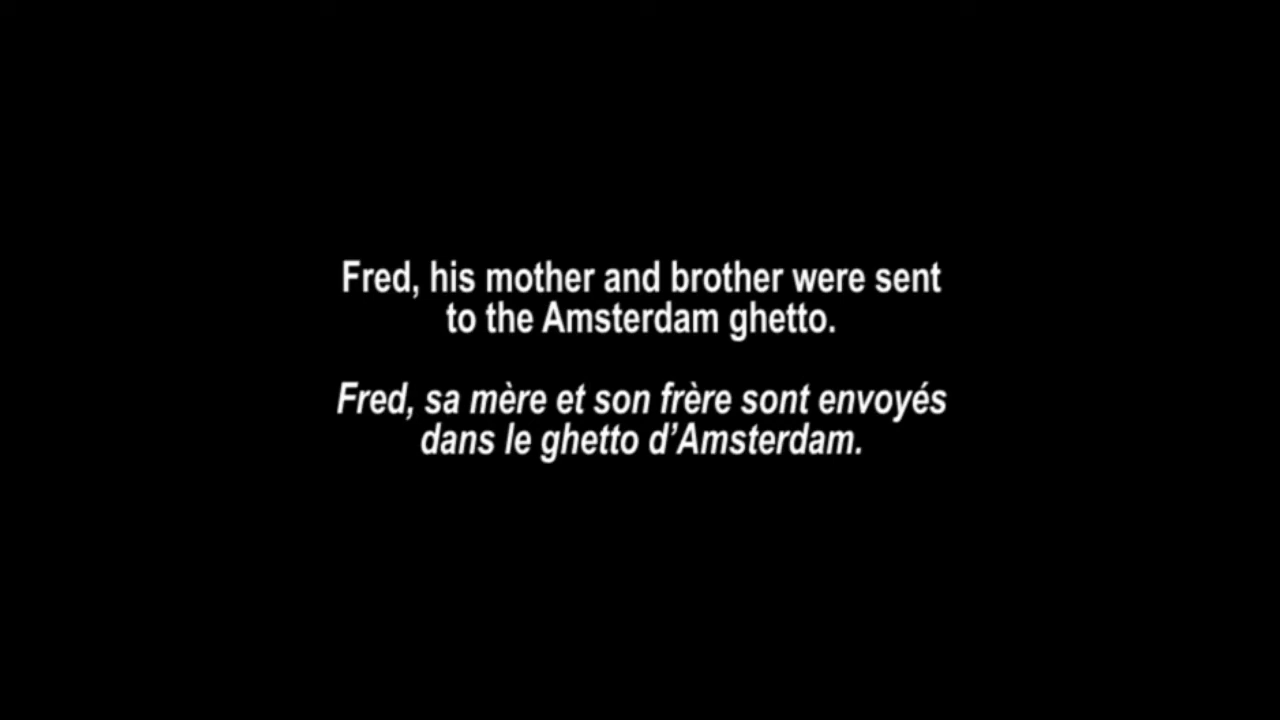 Fred, his mother and brother were sent
to the Amsterdam ghetto.
Fred, sa mère et son frère sont envoyés
dans le ghetto d’Amsterdam.